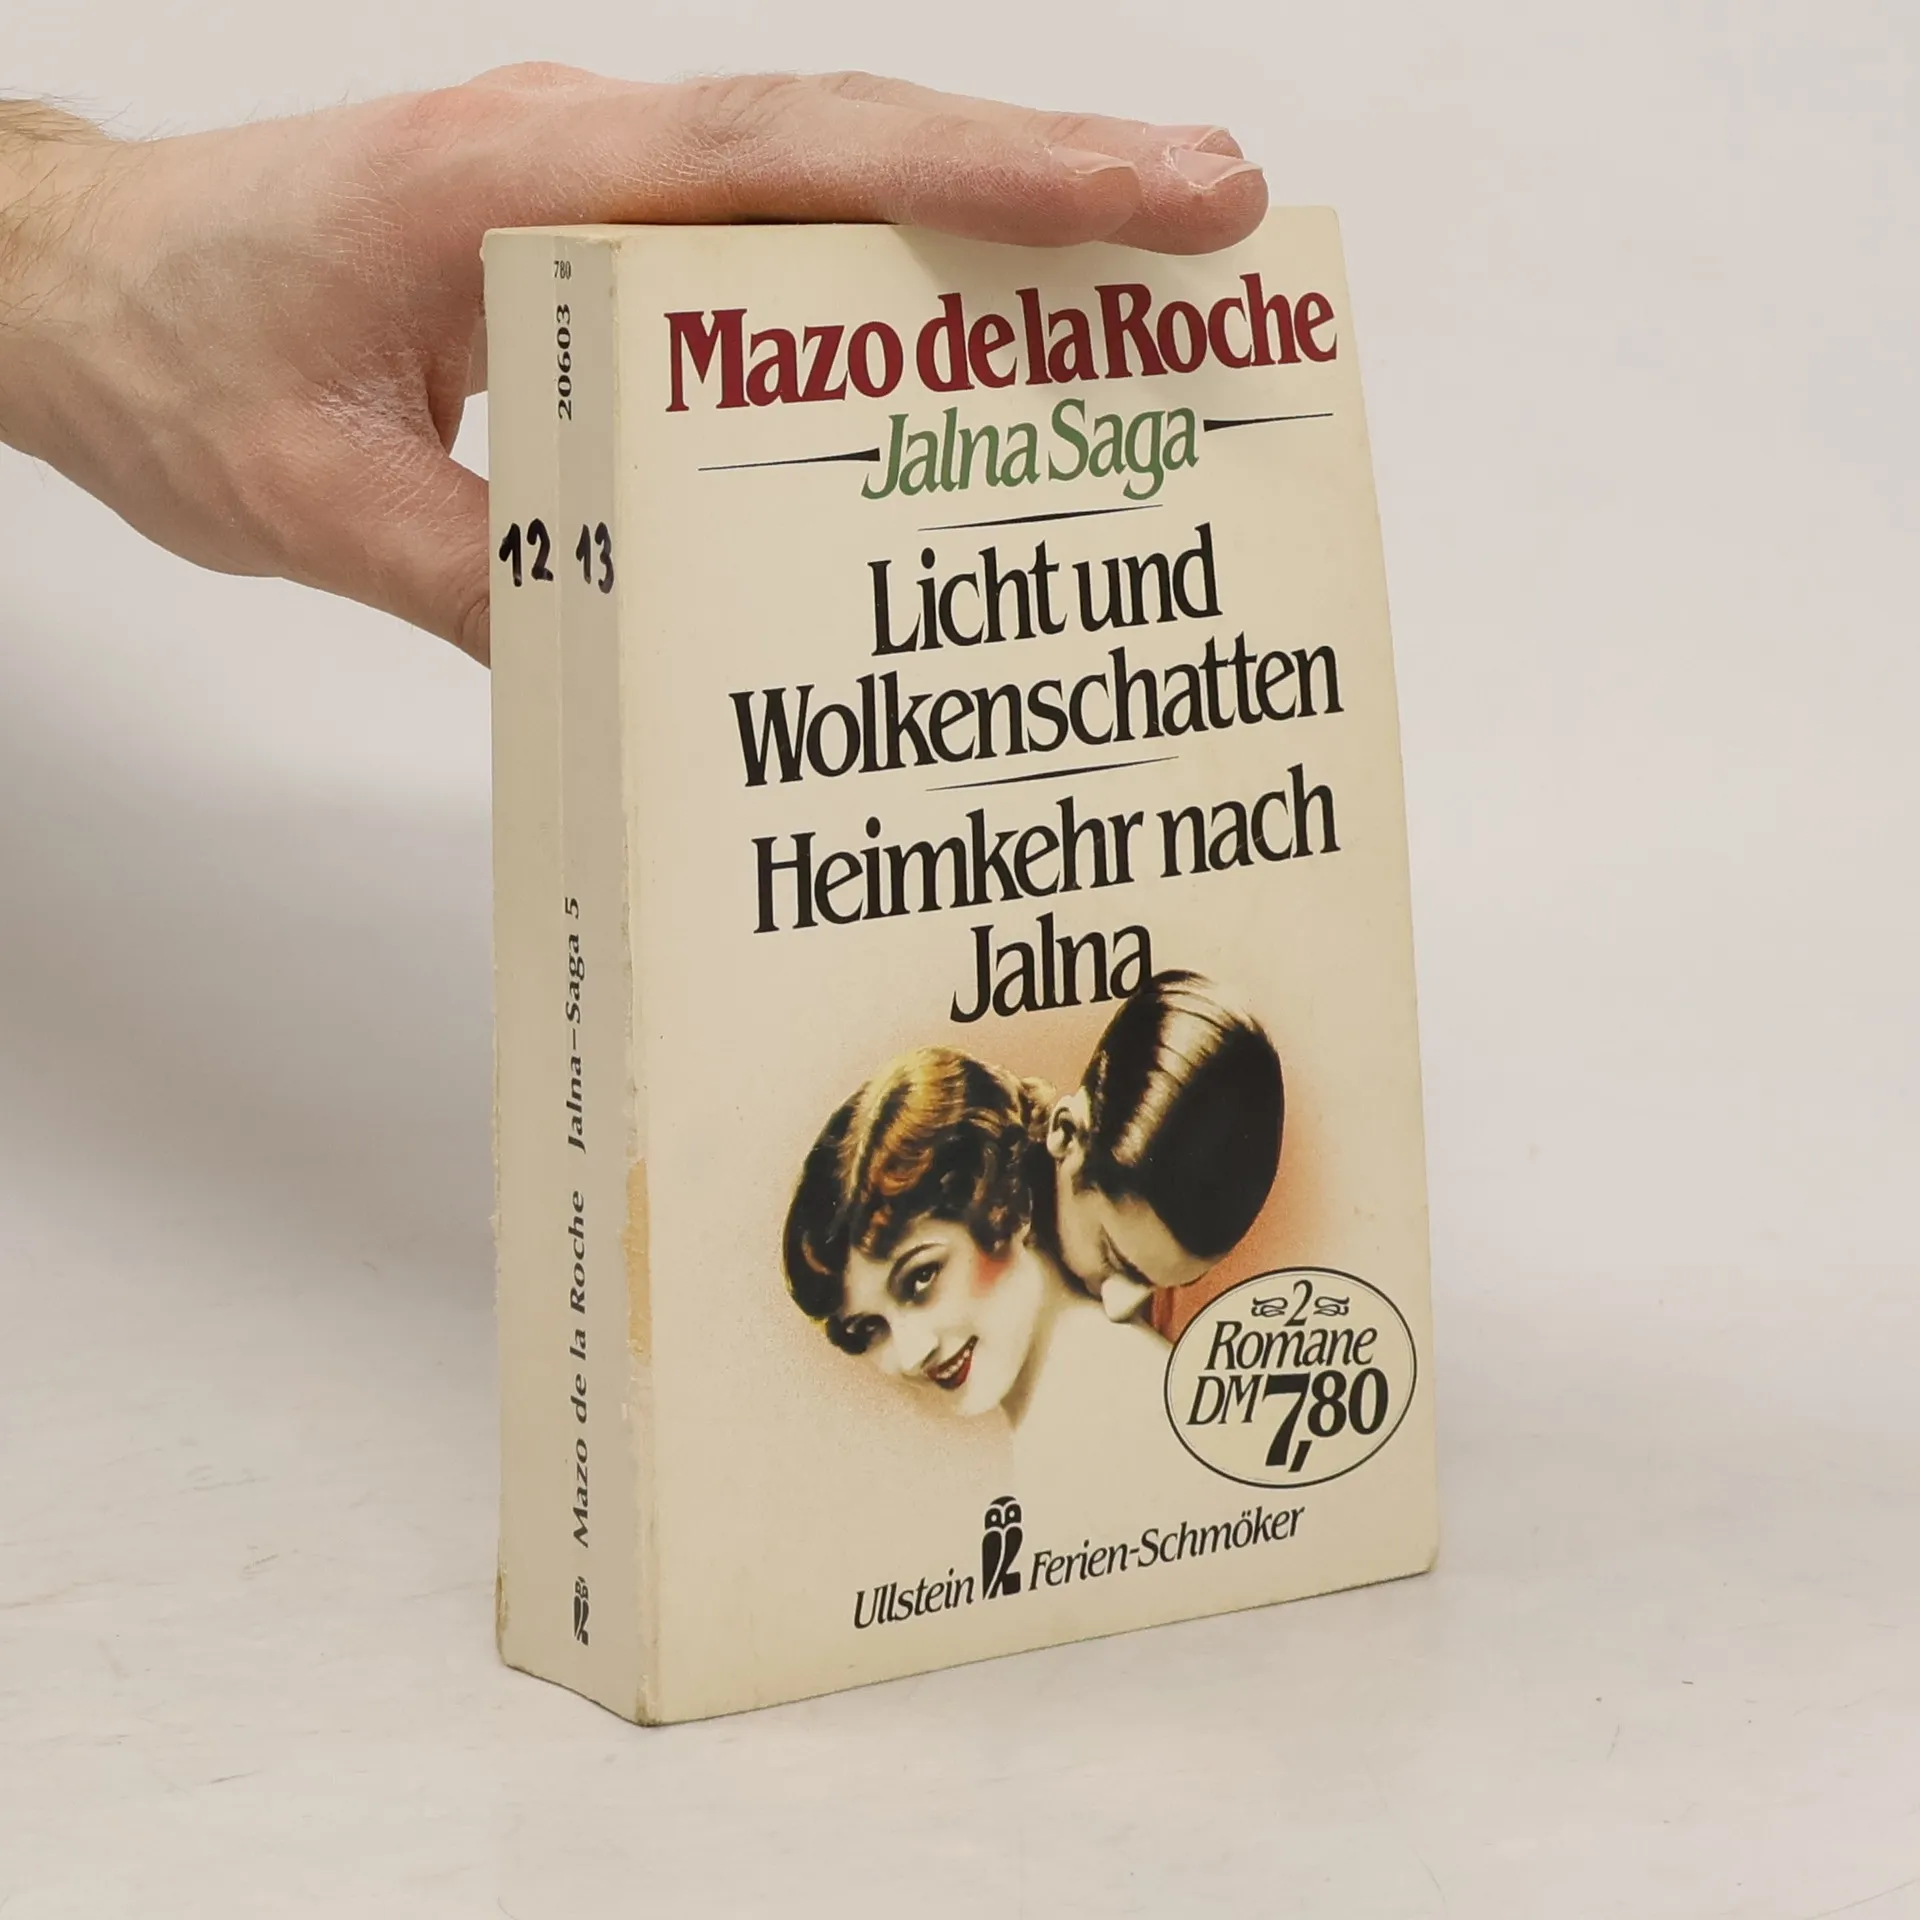 780
20603
12 13
Mazo de la Roche Jalna-Saga 5
Mazo de la Roche
Jalna Saga
Licht und
Wolkenschatten
Heimkehr nach
Jalna
2
Romane
DM 7,80
Ullstein Ferien-Schmöker